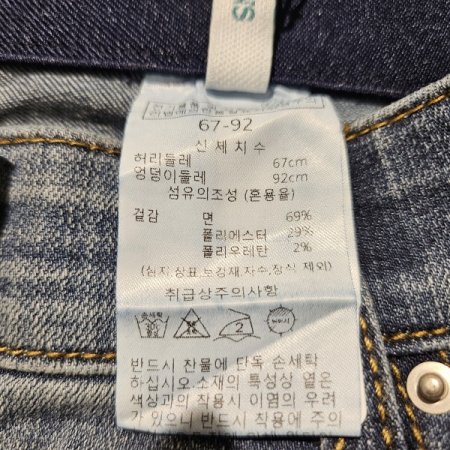 67-92
신체치수
허리둘레 67cm
엉덩이둘레 92cm
섬유의조성 (혼용율)
겉감 면 69%
폴리에스터 29%
폴리우레탄 2%
(심지,상표,보강재,자수,장식 제외)
취급상주의사항
반드시 찬물에 단독 손세탁
하십시오.소재의 특성상 옅은
색상과의 착용시 이염의 우려
가 있으니 반드시 착용에 주의